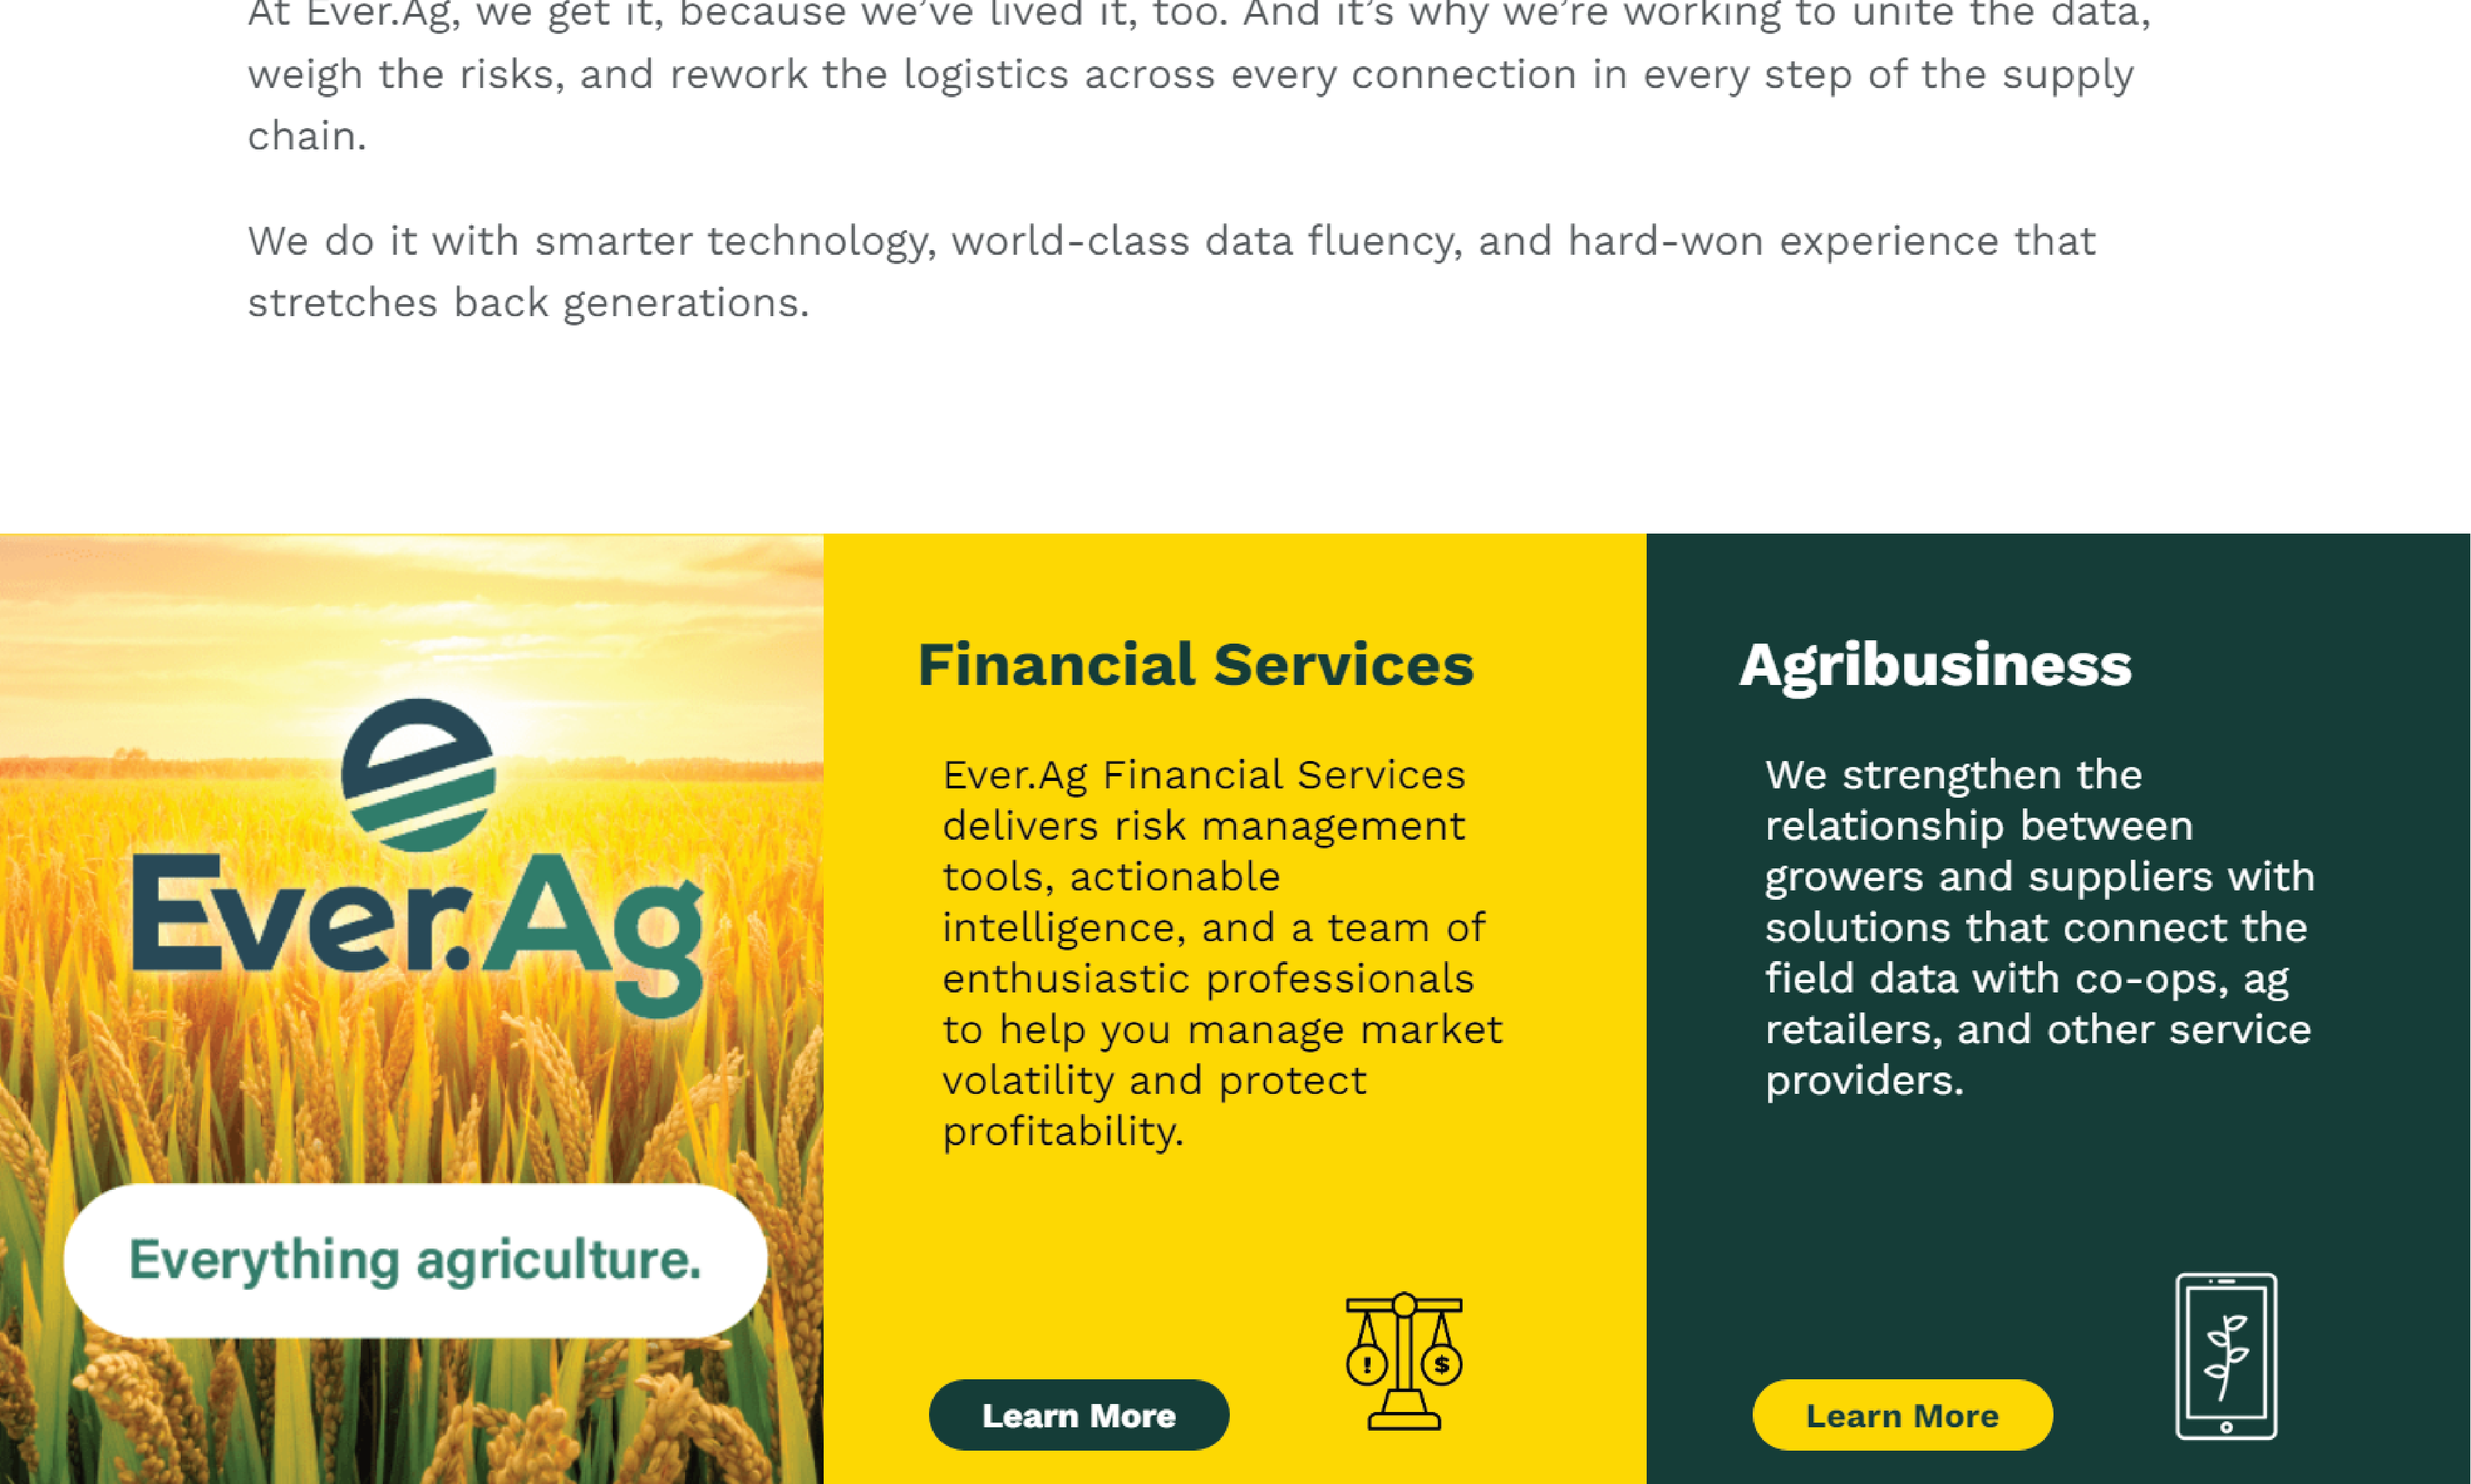 At Ever.Ag, we get it, because we’ve lived it, too. And it’s why we’re working to unite the data,
weigh the risks, and rework the logistics across every connection in every step of the supply
chain.
We do it with smarter technology, world-class data fluency, and hard-won experience that
stretches back generations.
Ever.Ag
Everything agriculture.
Financial Services
Ever.Ag Financial Services
delivers risk management
tools, actionable
intelligence, and a team of
enthusiastic professionals
to help you manage market
volatility and protect
profitability.
! $
Learn More
Agribusiness
We strengthen the
relationship between
growers and suppliers with
solutions that connect the
field data with co-ops, ag
retailers, and other service
providers.
Learn More